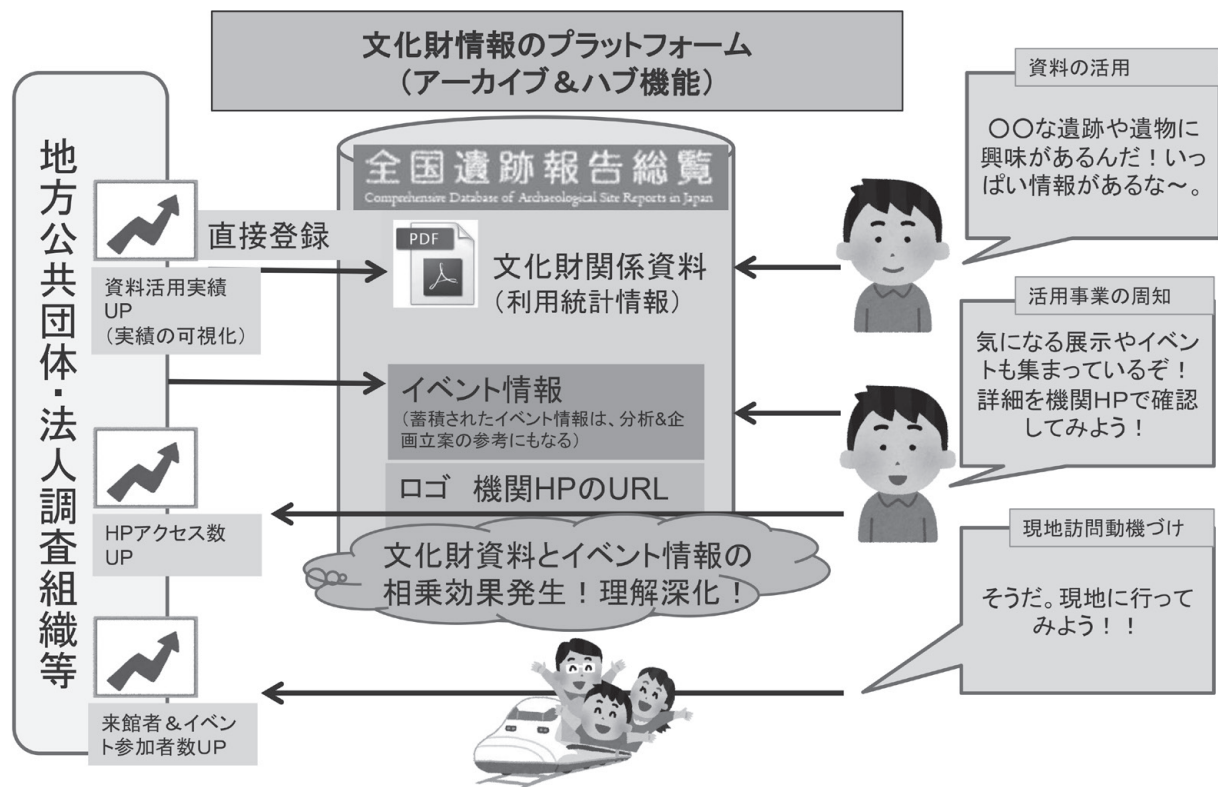 文化財情報のプラットフォーム
(アーカイブ&ハブ機能)
地方公共団体・法人調査組織等
全国遺跡報告総覧
Comprehensive Database of Archaeological Site Reports in Japan
直接登録
PDF
文化財関係資料
(利用統計情報)
資料活用実績
UP
(実績の可視化)
イベント情報
(蓄積されたイベント情報は、分析&企
画立案の参考にもなる)
ロゴ 機関HPのURL
HPアクセス数
UP
文化財資料とイベント情報の
相乗効果発生！理解深化！
来館者&イベン
ト参加者数UP
資料の活用
〇〇な遺跡や遺物に
興味があるんだ！いっ
ぱい情報があるな～。
活用事業の周知
気になる展示やイベン
トも集まっているぞ！
詳細を機関HPで確認
してみよう！
現地訪問動機づけ
そうだ。現地に行って
みよう！！